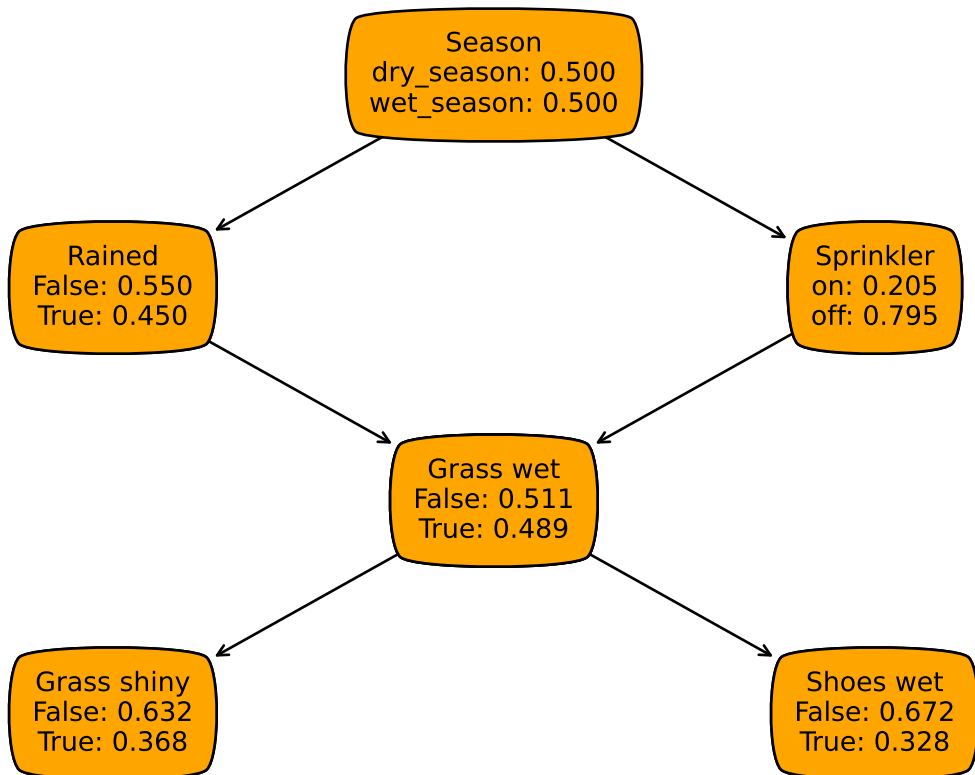 Season
dry_season: 0.500
wet_season: 0.500
Rained
False: 0.550
True: 0.450
Sprinkler
on: 0.205
off: 0.795
Grass wet
False: 0.511
True: 0.489
Grass shiny
False: 0.632
True: 0.368
Shoes wet
False: 0.672
True: 0.328